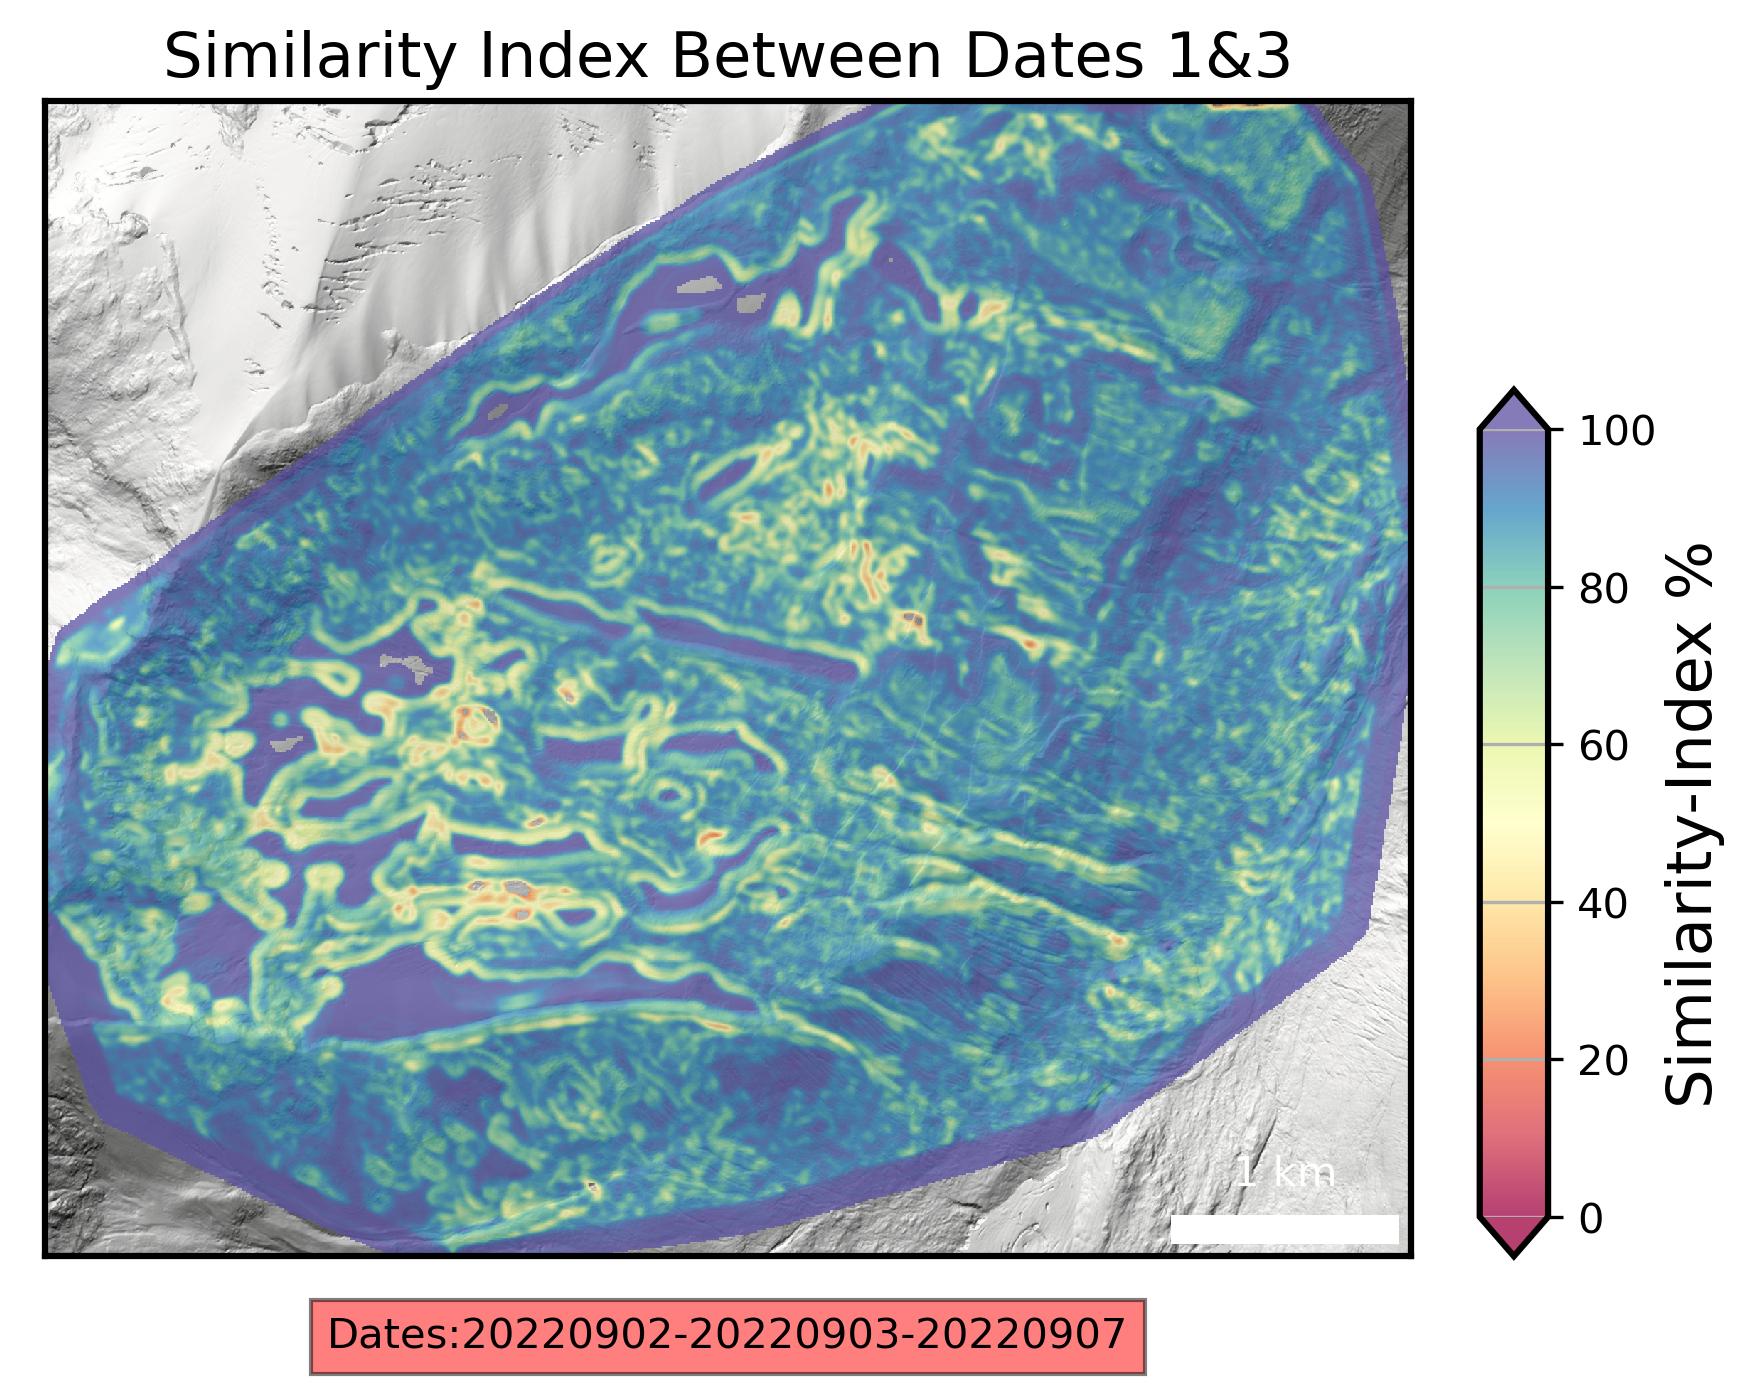 Similarity Index Between Dates 1&3
100
80
60
40
20
0
Similarity-Index %
1 km
Dates:20220902-20220903-20220907